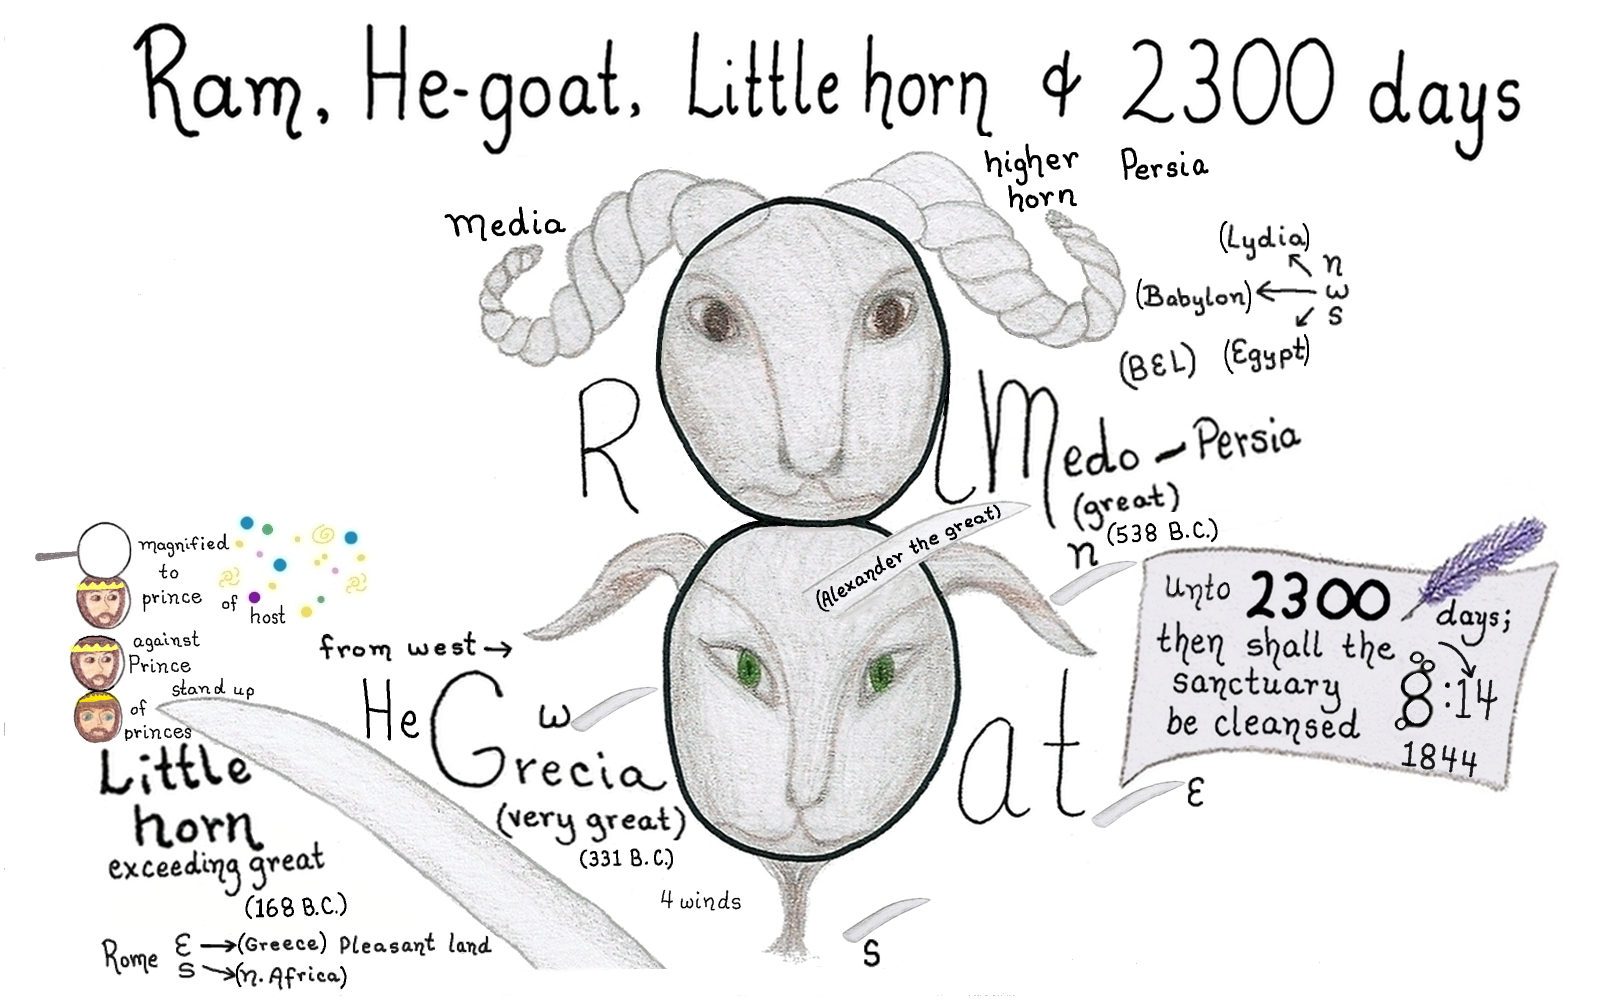 Ram, He-goat, Little horn & 2300 days
media
higher
horn
Persia
(Lydia)
n
(Babylon)
w
S
(BEL)
(Egypt)
R
m
Medo-Persia
(great)
(538 B.C.)
(Alexander the great)
n
magnified
to
prince
of host
against
Prince
stand up
of
princes
Little
horn
exceeding great
(168 B.C.)
Rome
E (Greece) Pleasant land
S (n. Africa)
from west
He Goat
w
Grecia
(very great)
(331 B.C.)
4 winds
S
E
unto 2300
days;
then shall the
sanctuary
be cleansed
8:14
1844